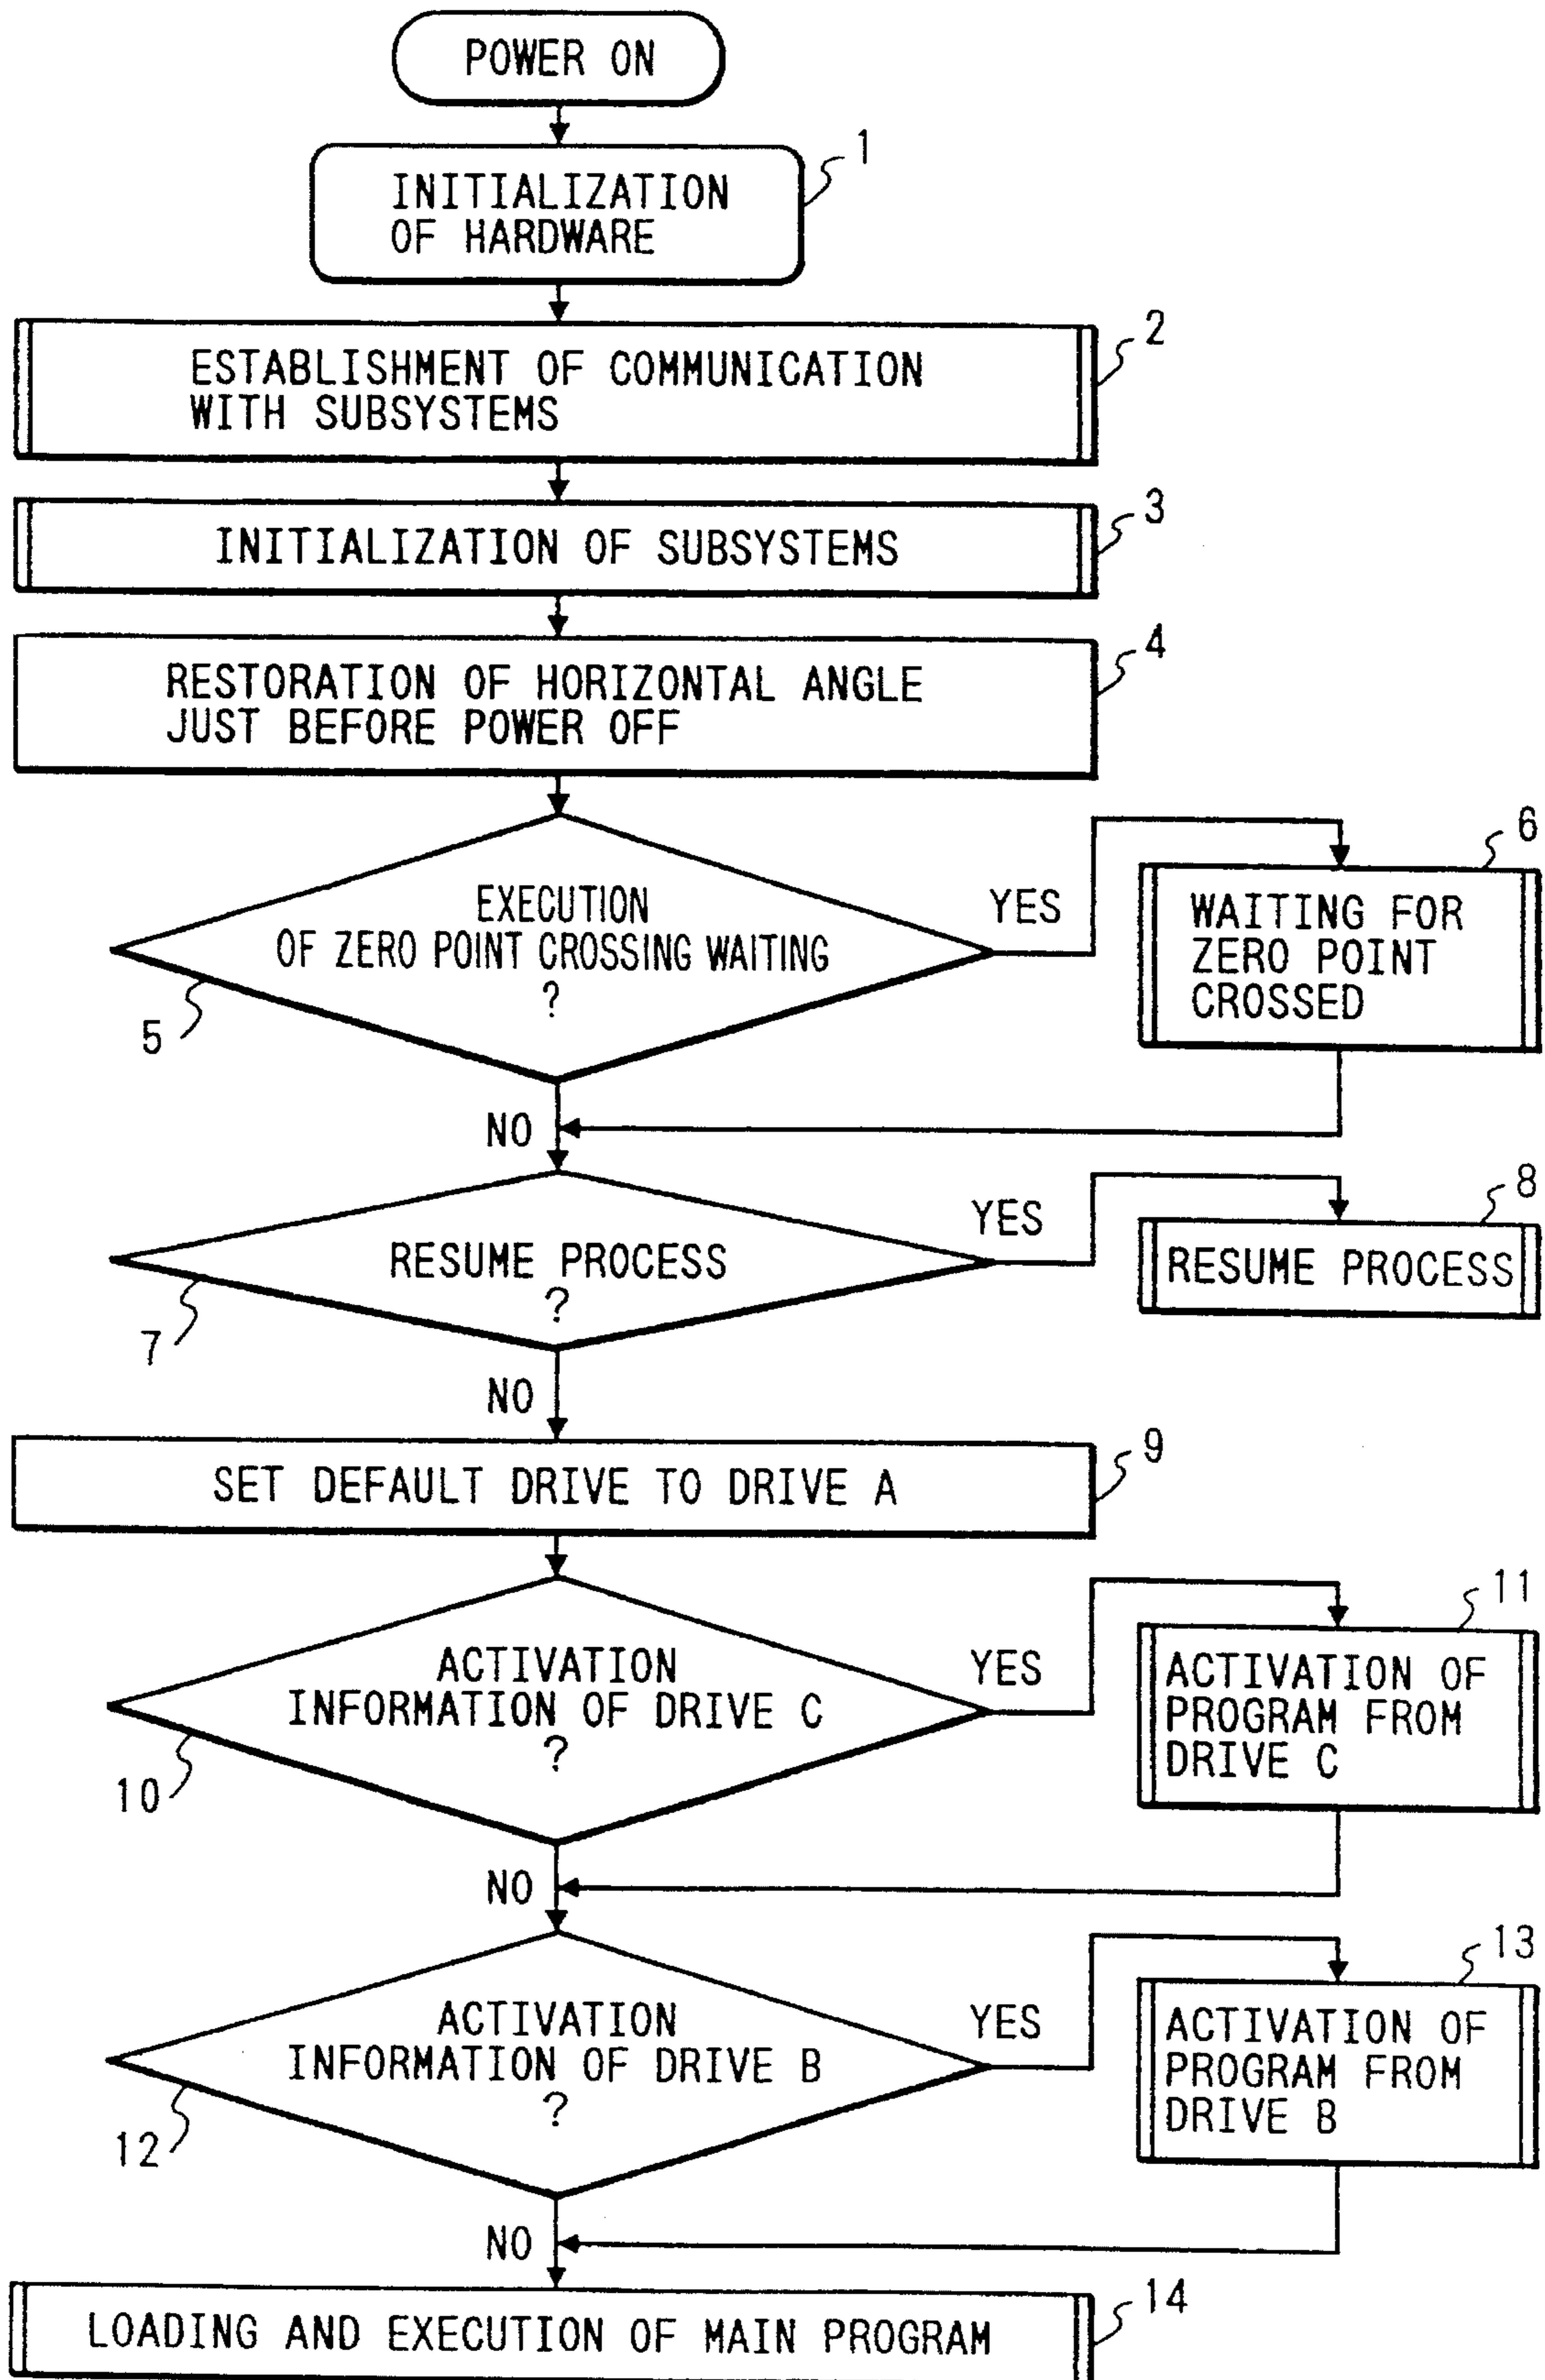 POWER ON
1
INITIALIZATION
OF HARDWARE
2
ESTABLISHMENT OF COMMUNICATION
WITH SUBSYSTEMS
3
INITIALIZATION OF SUBSYSTEMS
4
RESTORATION OF HORIZONTAL ANGLE
JUST BEFORE POWER OFF
EXECUTION
OF ZERO POINT CROSSING WAITING
?
5
YES
6
WAITING FOR
ZERO POINT
CROSSED
NO
RESUME PROCESS
?
7
YES
8
RESUME PROCESS
NO
9
SET DEFAULT DRIVE TO DRIVE A
ACTIVATION
INFORMATION OF DRIVE C
?
10
YES
11
ACTIVATION OF
PROGRAM FROM
DRIVE C
NO
ACTIVATION
INFORMATION OF DRIVE B
?
12
YES
13
ACTIVATION OF
PROGRAM FROM
DRIVE B
NO
14
LOADING AND EXECUTION OF MAIN PROGRAM